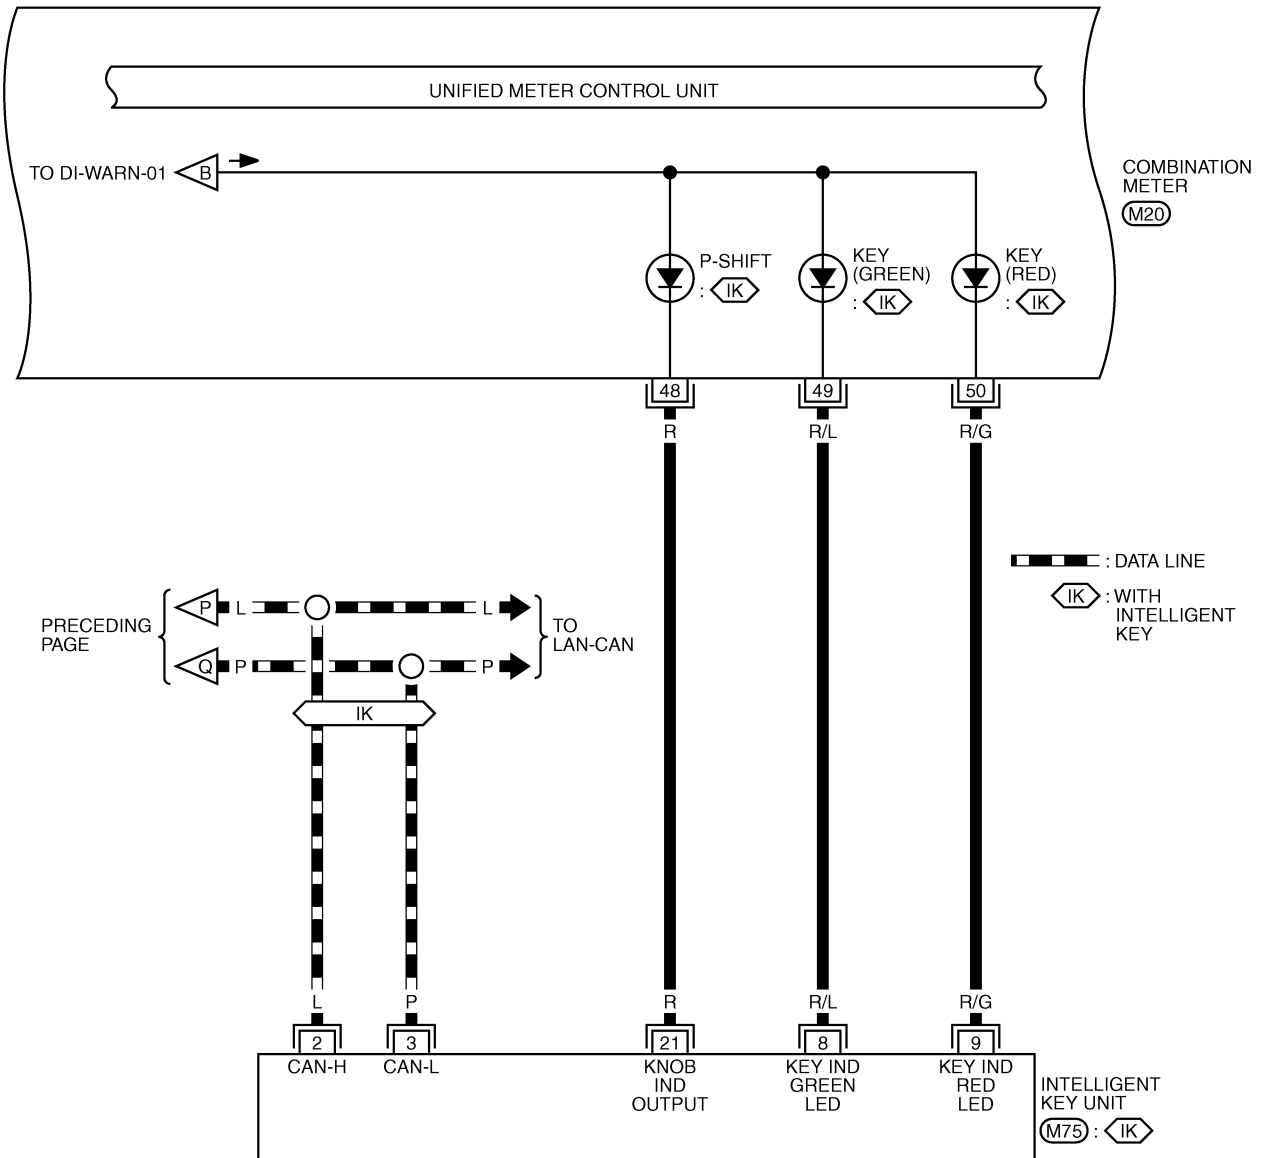 UNIFIED METER CONTROL UNIT
TO DI-WARN-01
B
COMBINATION
METER
M20
P-SHIFT
: IK
KEY
(GREEN)
: IK
KEY
(RED)
: IK
48
49
50
R
R/L
R/G
: DATA LINE
IK : WITH
INTELLIGENT
KEY
PRECEDING
PAGE
P
L
L
Q
P
P
TO
LAN-CAN
IK
L
P
R
R/L
R/G
2
3
21
8
9
CAN-H
CAN-L
KNOB
IND
OUTPUT
KEY IND
GREEN
LED
KEY IND
RED
LED
INTELLIGENT
KEY UNIT
M75 : IK